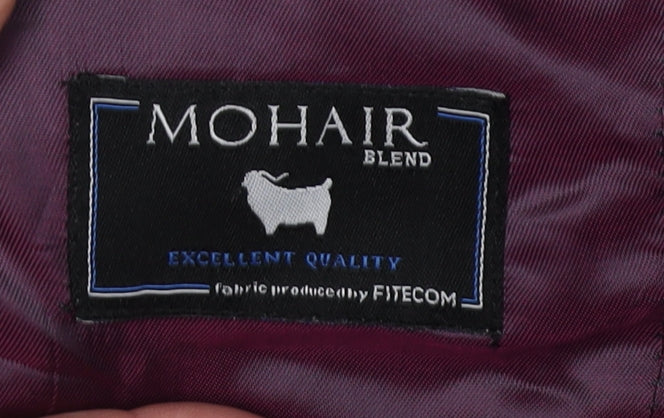 MOHAIR
BLEND
EXCELLENT QUALITY
fabric produced by FITECOM